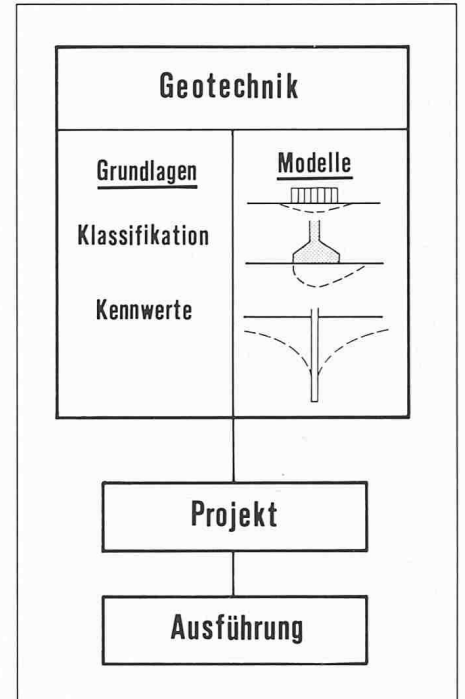 Geotechnik
Grundlagen
Klassifikation
Kennwerte
Modelle
Projekt
Ausführung